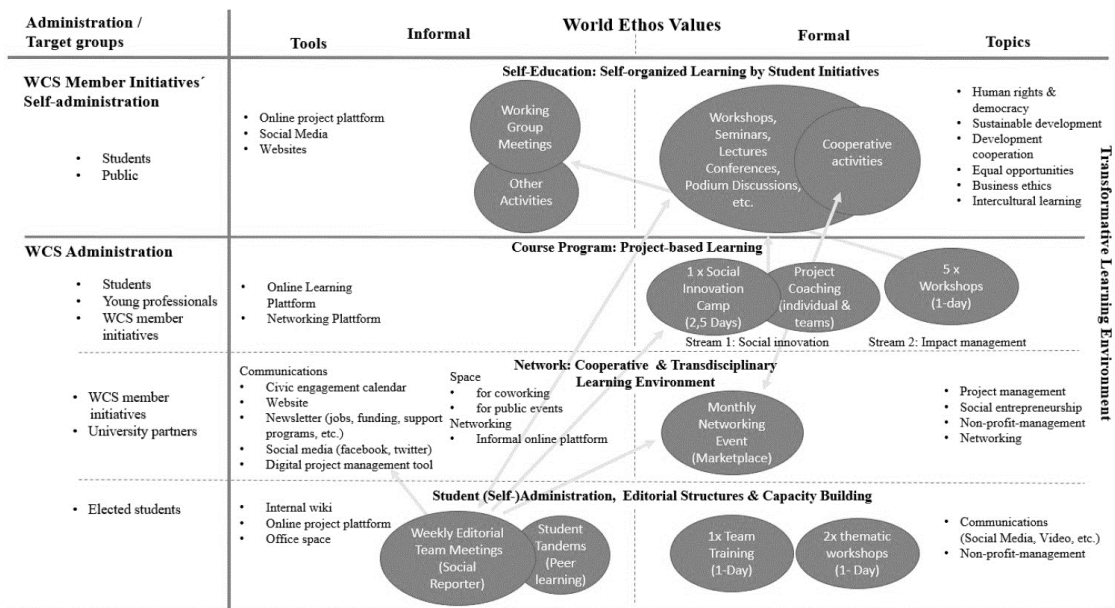 World Ethos Values
Administration /
Target groups
Tools
Informal
Formal
Topics
WCS Member Initiatives´
Self-administration
• Students
• Public
Self-Education: Self-organized Learning by Student Initiatives
• Online project plattform
• Social Media
• Websites
Working
Group
Meetings
Other
Activities
Workshops,
Seminars,
Lectures
Conferences,
Podium Discussions,
etc.
Cooperative
activities
• Human rights &
democracy
• Sustainable development
• Development
cooperation
• Equal opportunities
• Business ethics
• Intercultural learning
Transformative Learning Environment
WCS Administration
• Students
• Young professionals
• WCS member
initiatives
Course Program: Project-based Learning
• Online Learning
Plattform
• Networking Plattform
1 x Social
Innovation
Camp
(2,5 Days)
Project
Coaching
(individual &
teams)
5 x
Workshops
(1-day)
Stream 1: Social innovation
Stream 2: Impact management
• WCS member
initiatives
• University partners
Network: Cooperative & Transdisciplinary
Learning Environment
Communications
• Civic engagement calendar
• Website
• Newsletter (jobs, funding, support
programs, etc.)
• Social media (facebook, twitter)
• Digital project management tool
Space
• for coworking
• for public events
Networking
• Informal online plattform
Monthly
Networking
Event
(Marketplace)
• Project management
• Social entrepreneurship
• Non-profit-management
• Networking
• Elected students
Student (Self-)Administration, Editorial Structures & Capacity Building
• Internal wiki
• Online project plattform
• Office space
Weekly Editorial
Team Meetings
(Social
Reporter)
Student
Tandems
(Peer
learning)
1x Team
Training
(1-Day)
2x thematic
workshops
(1- Day)
• Communications
(Social Media, Video, etc.)
• Non-profit-management